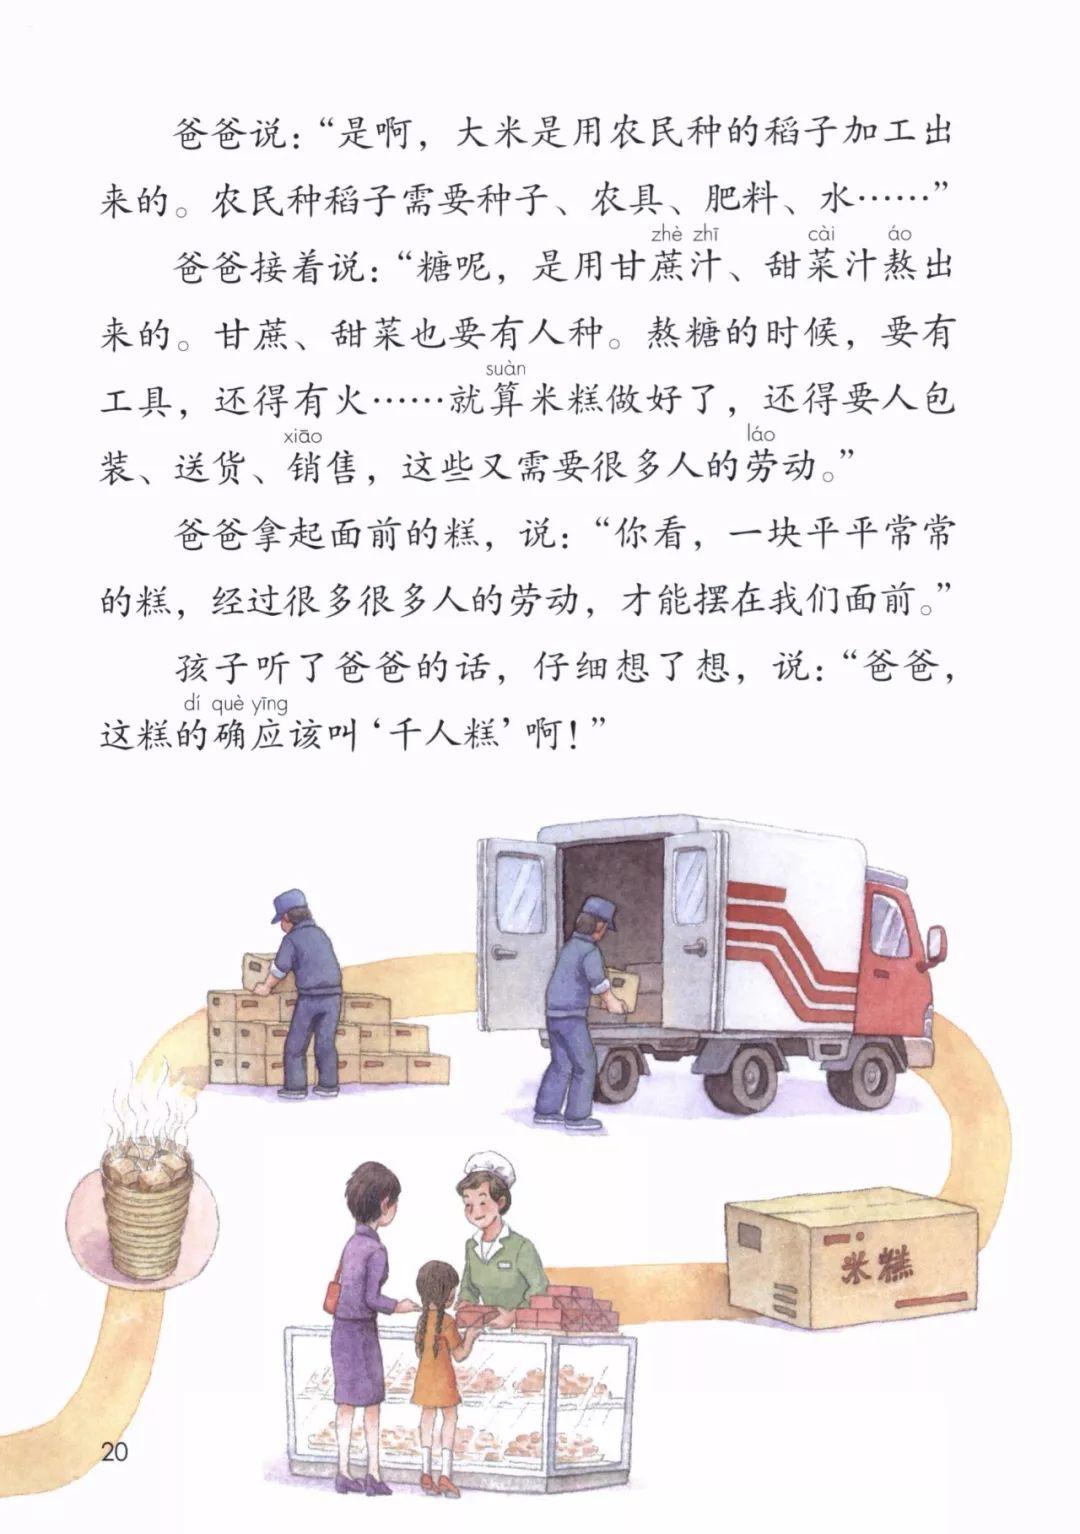 爸爸说：“是啊，大米是用农民种的稻子加工出
来的。农民种稻子需要种子、农具、肥料、水……”
zhè zhī cài áo
爸爸接着说：“糖呢，是用甘蔗汁、甜菜汁熬出
来的。甘蔗、甜菜也要有人种。熬糖的时候，要有
suàn
工具，还得有火……就算米糕做好了，还得要人包
xiāo láo
装、送货、销售，这些又需要很多人的劳动。”
爸爸拿起面前的糕，说：“你看，一块平平常常
的糕，经过很多很多人的劳动，才能摆在我们面前。”
孩子听了爸爸的话，仔细想了想，说：“爸爸，
dí què yīng
这糕的确应该叫‘千人糕’啊！”
米糕
20